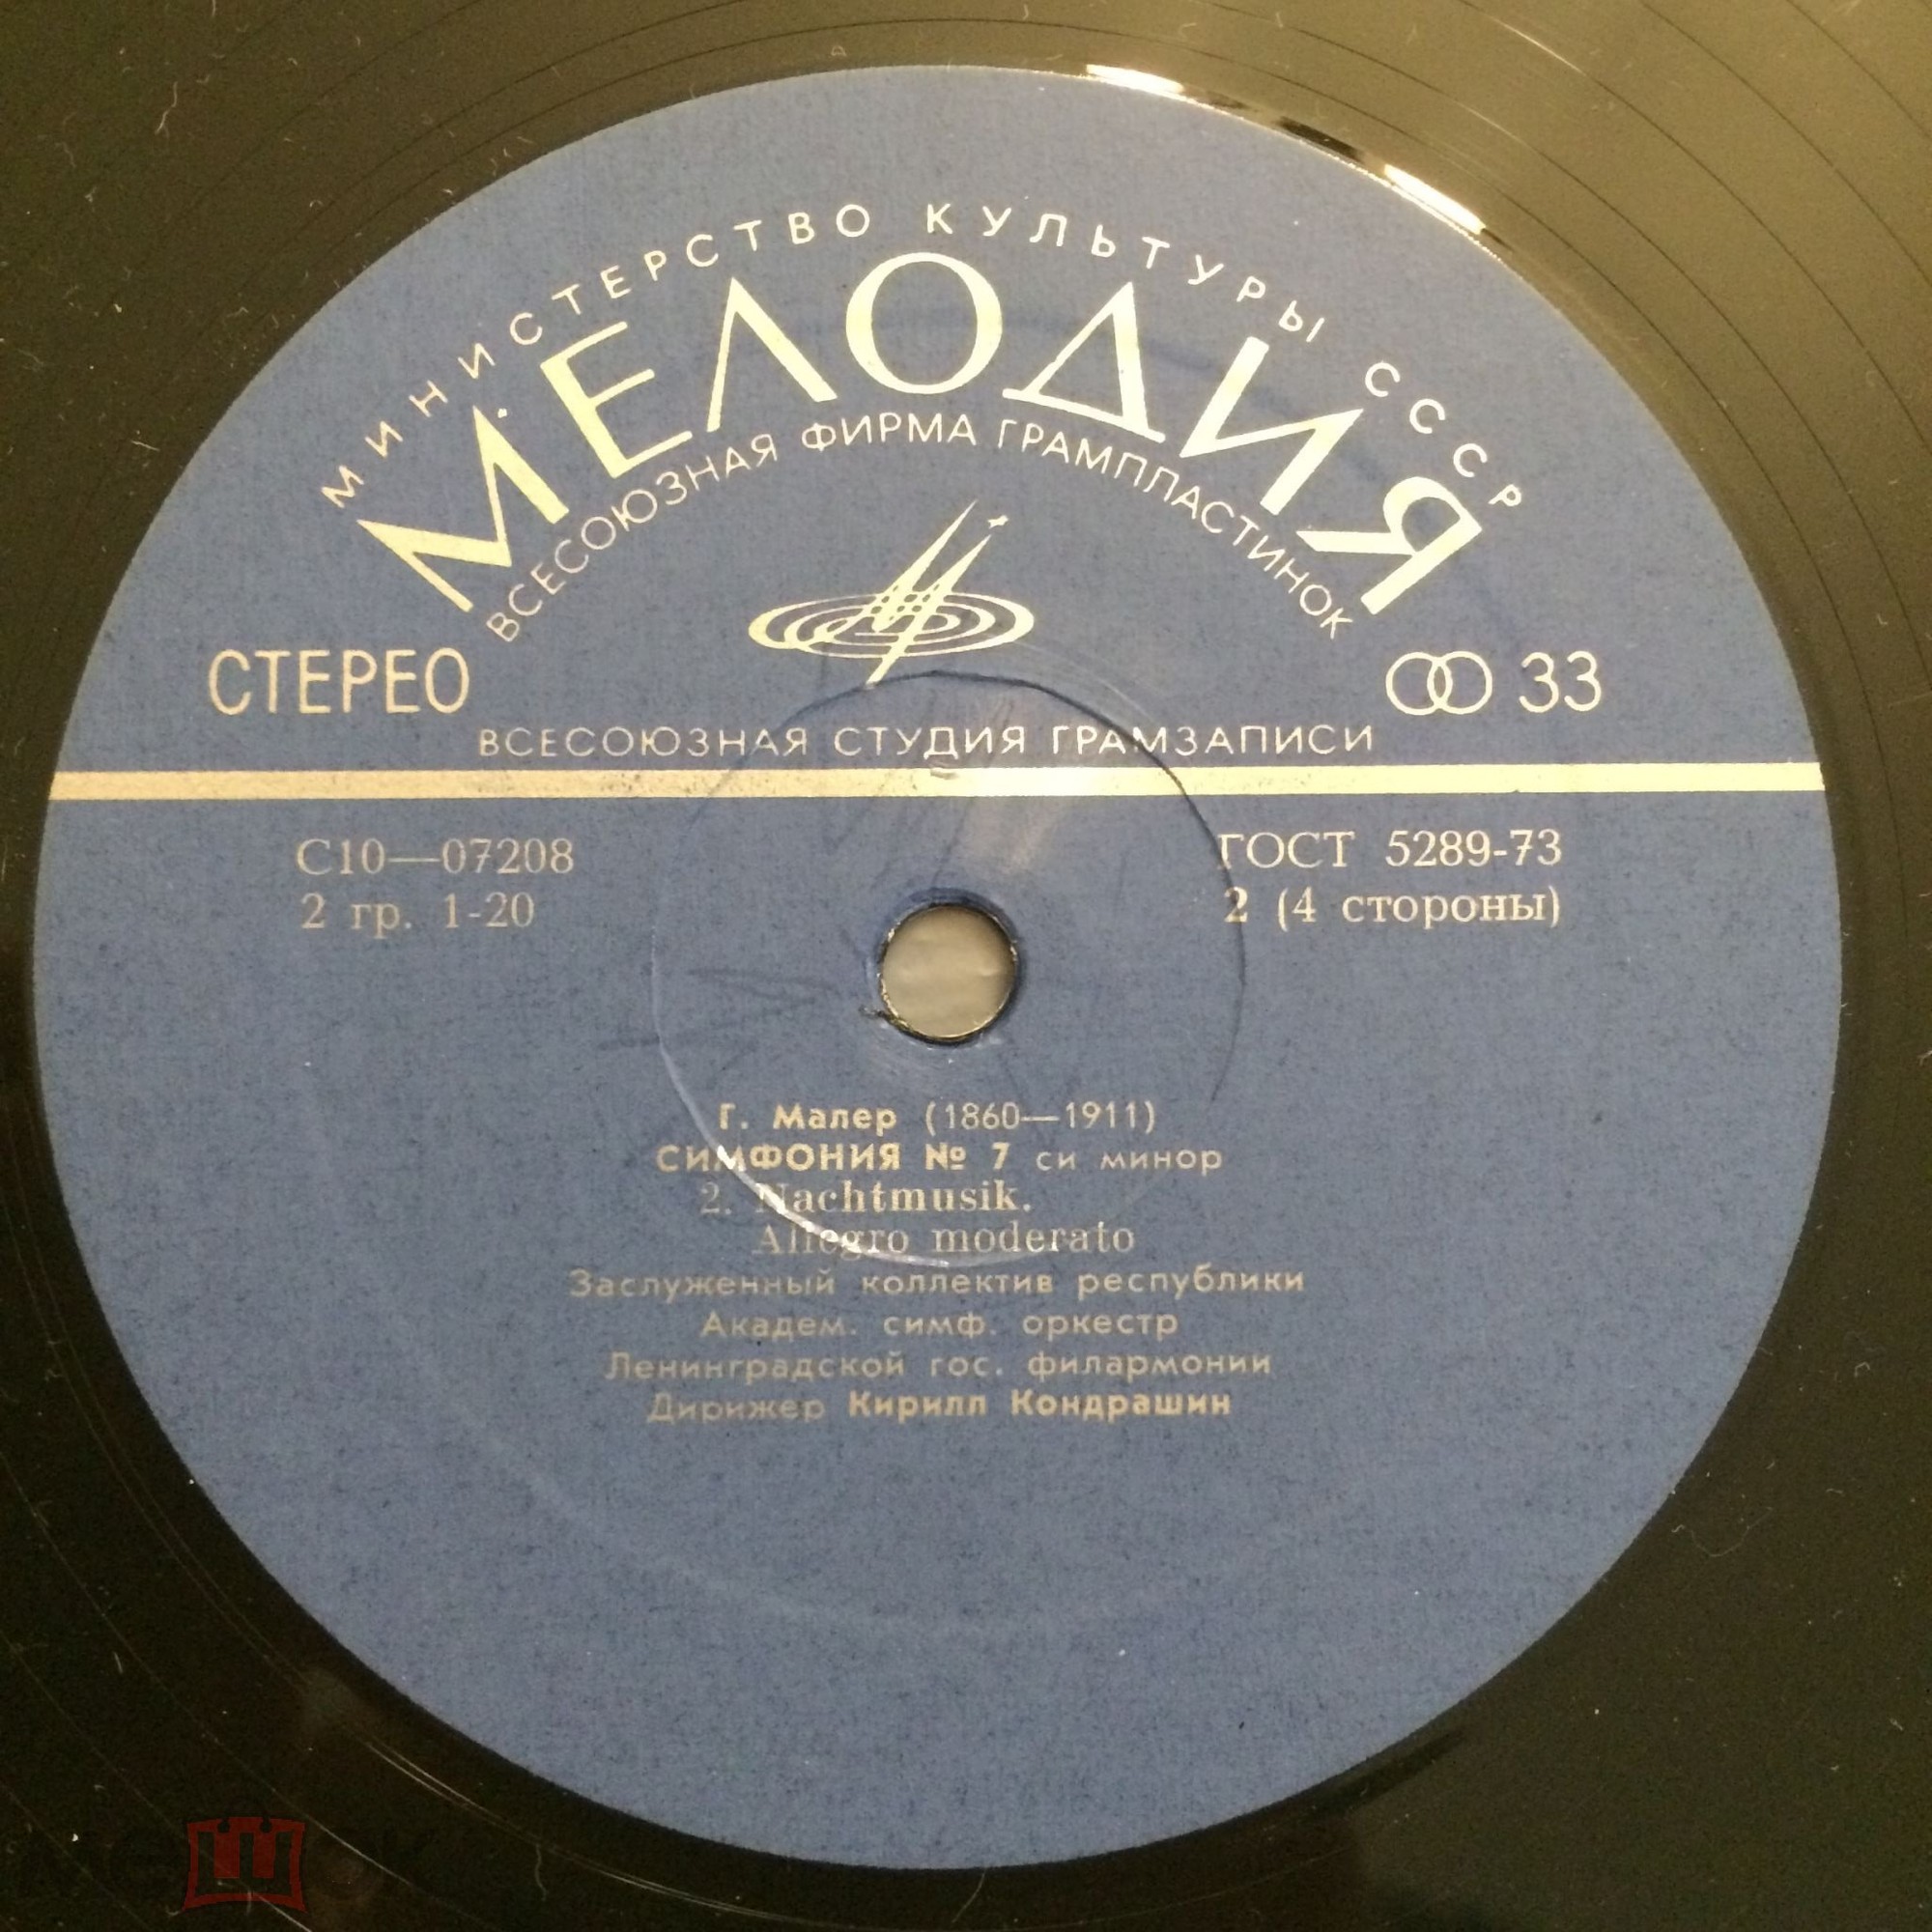 МИНИСТЕРСТВО КУЛЬТУРЫ СССР
МЕЛОДИЯ
ВСЕСОЮЗНАЯ ФИРМА ГРАМПЛАСТИНОК
СТЕРЕО
33
ВСЕСОЮЗНАЯ СТУДИЯ ГРАМЗАПИСИ
С10—07208
ГОСТ 5289-73
2 гр. 1-20
2 (4 стороны)
Г. Малер (1860—1911)
СИМФОНИЯ № 7 си минор
2. Nachtmusik.
Allegro moderato
Заслуженный коллектив республики
Академ. симф. оркестр
Ленинградской гос. филармонии
Дирижер Кирилл Кондрашин
мешок